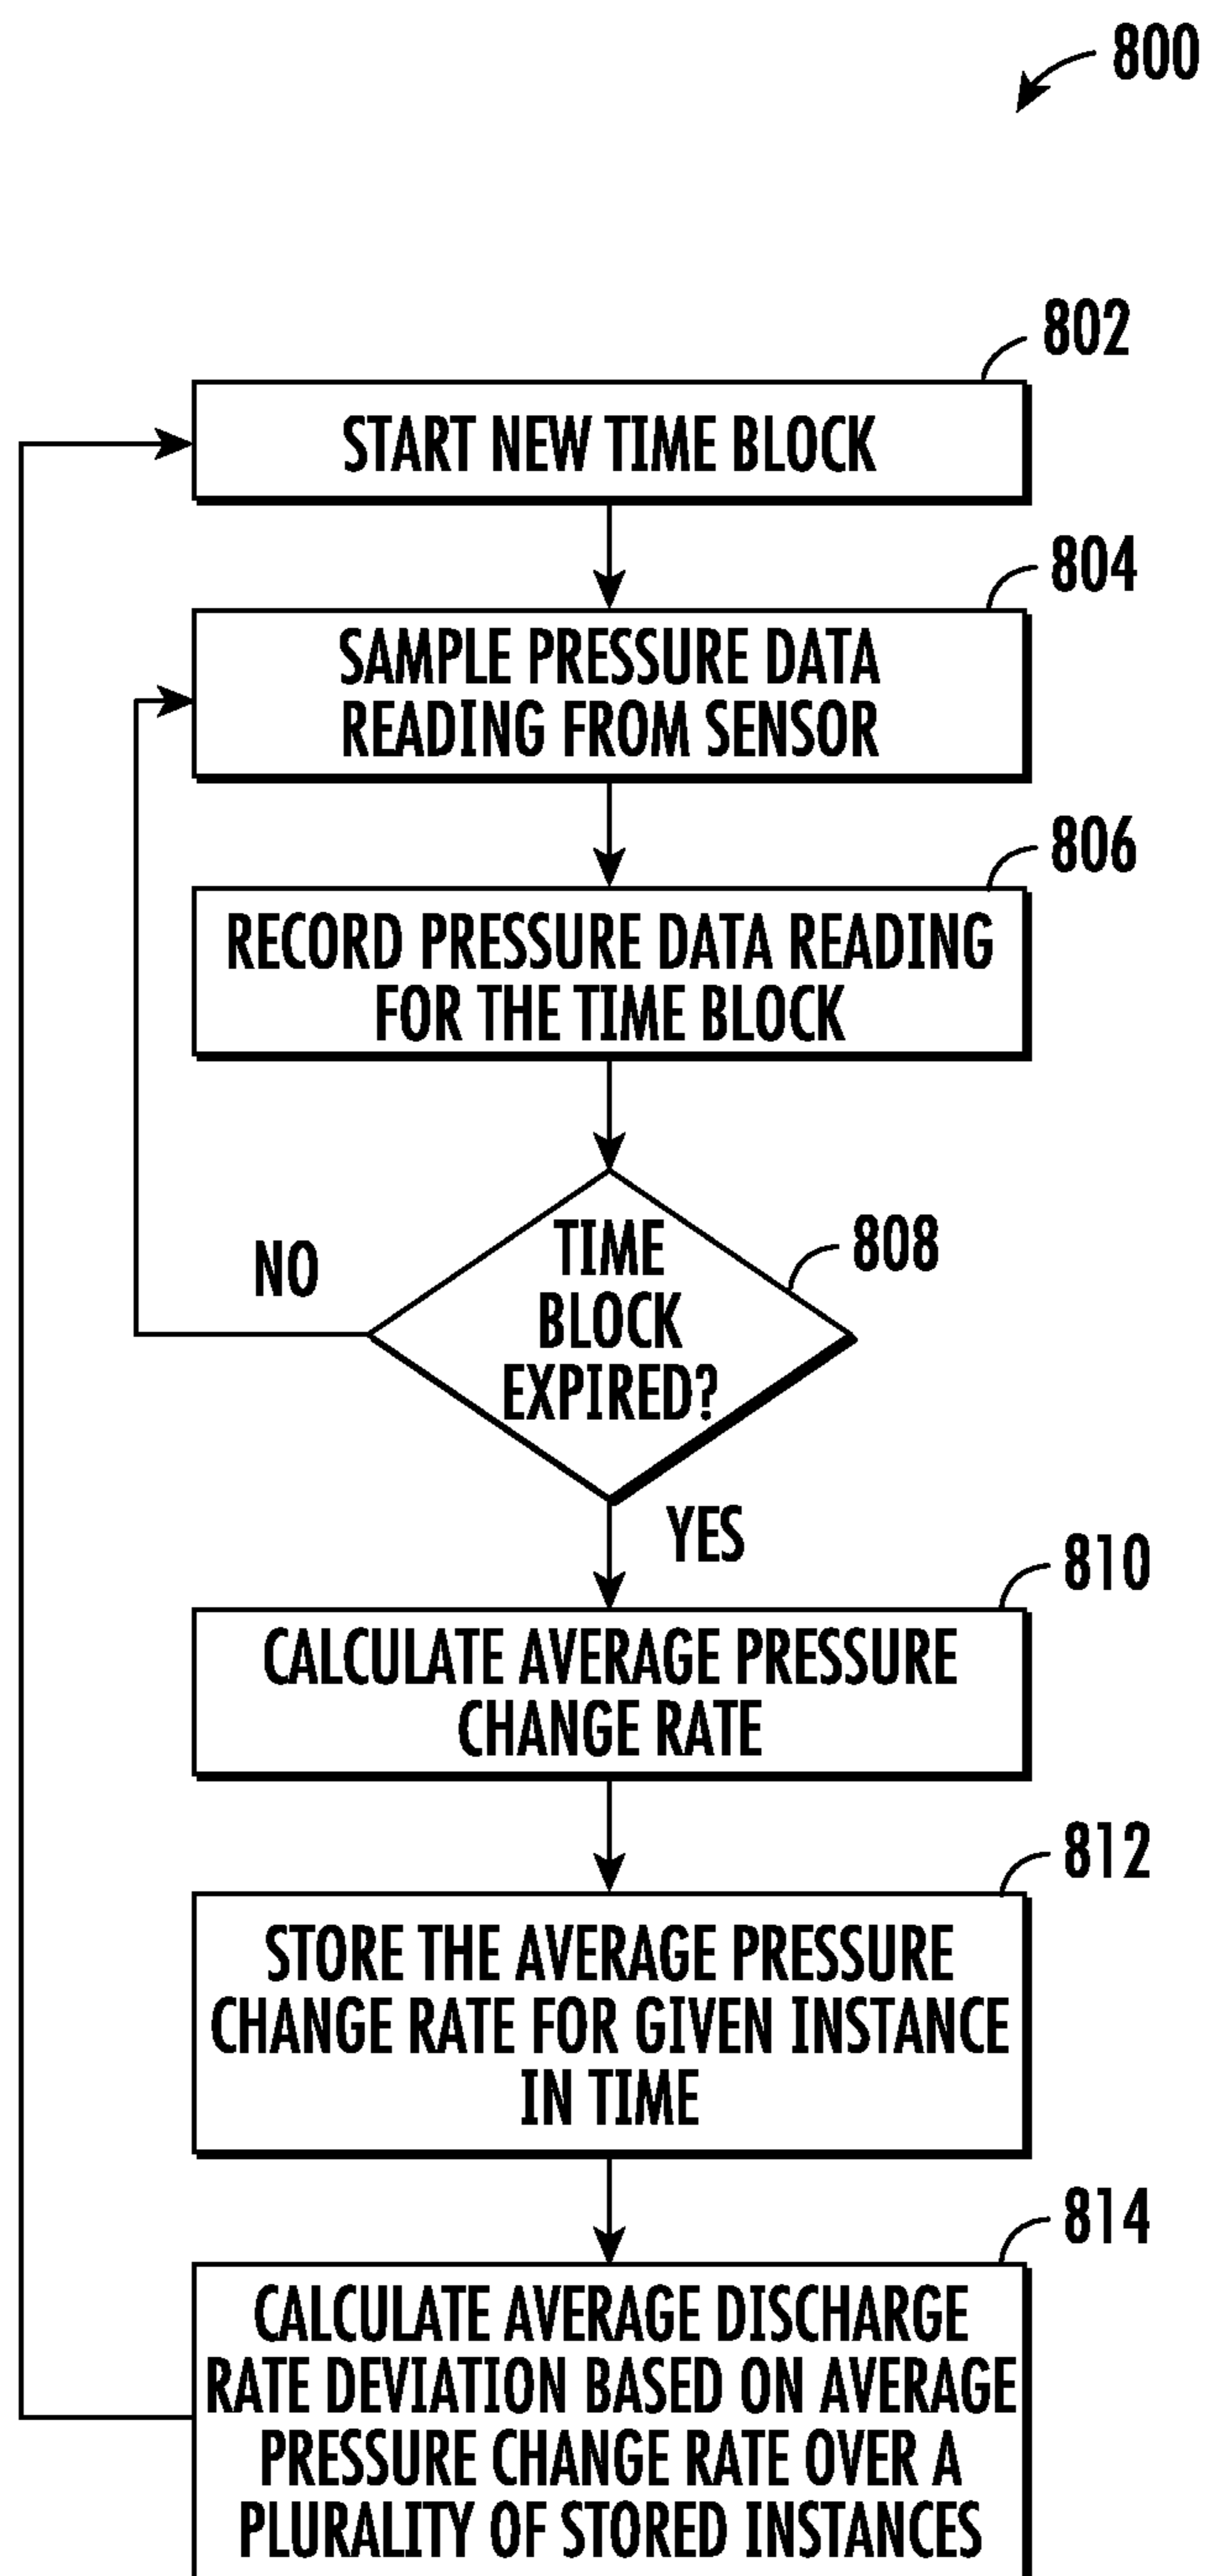 800
802
START NEW TIME BLOCK
804
SAMPLE PRESSURE DATA
READING FROM SENSOR
806
RECORD PRESSURE DATA READING
FOR THE TIME BLOCK
808
TIME
BLOCK
EXPIRED?
NO
YES
810
CALCULATE AVERAGE PRESSURE
CHANGE RATE
812
STORE THE AVERAGE PRESSURE
CHANGE RATE FOR GIVEN INSTANCE
IN TIME
814
CALCULATE AVERAGE DISCHARGE
RATE DEVIATION BASED ON AVERAGE
PRESSURE CHANGE RATE OVER A
PLURALITY OF STORED INSTANCES